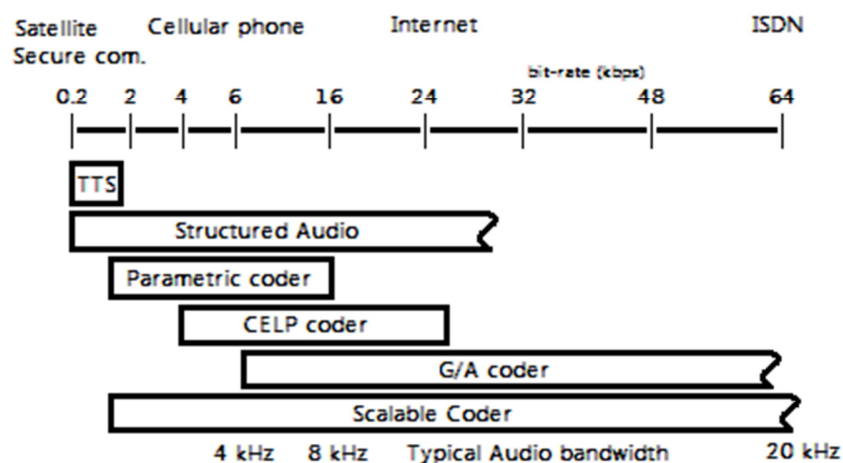 Satellite Cellular phone Internet ISDN
Secure com.
bit-rate (kbps)
0.2 2 4 6 16 24 32 48 64
TTS
Structured Audio
Parametric coder
CELP coder
G/A coder
Scalable Coder
4 kHz 8 kHz Typical Audio bandwidth 20 kHz